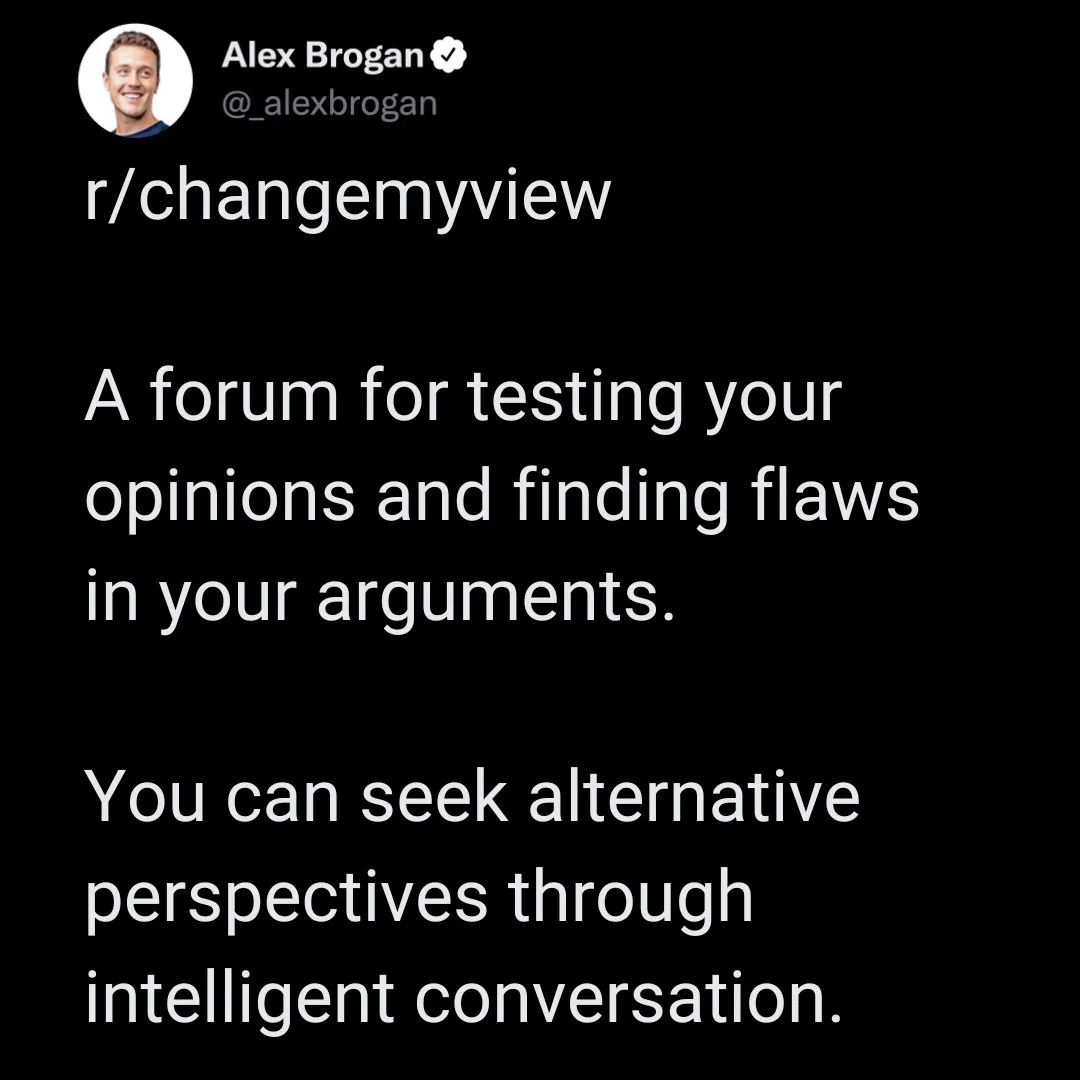 Alex Brogan
@_alexbrogan
r/changemyview
A forum for testing your
opinions and finding flaws
in your arguments.
You can seek alternative
perspectives through
intelligent conversation.